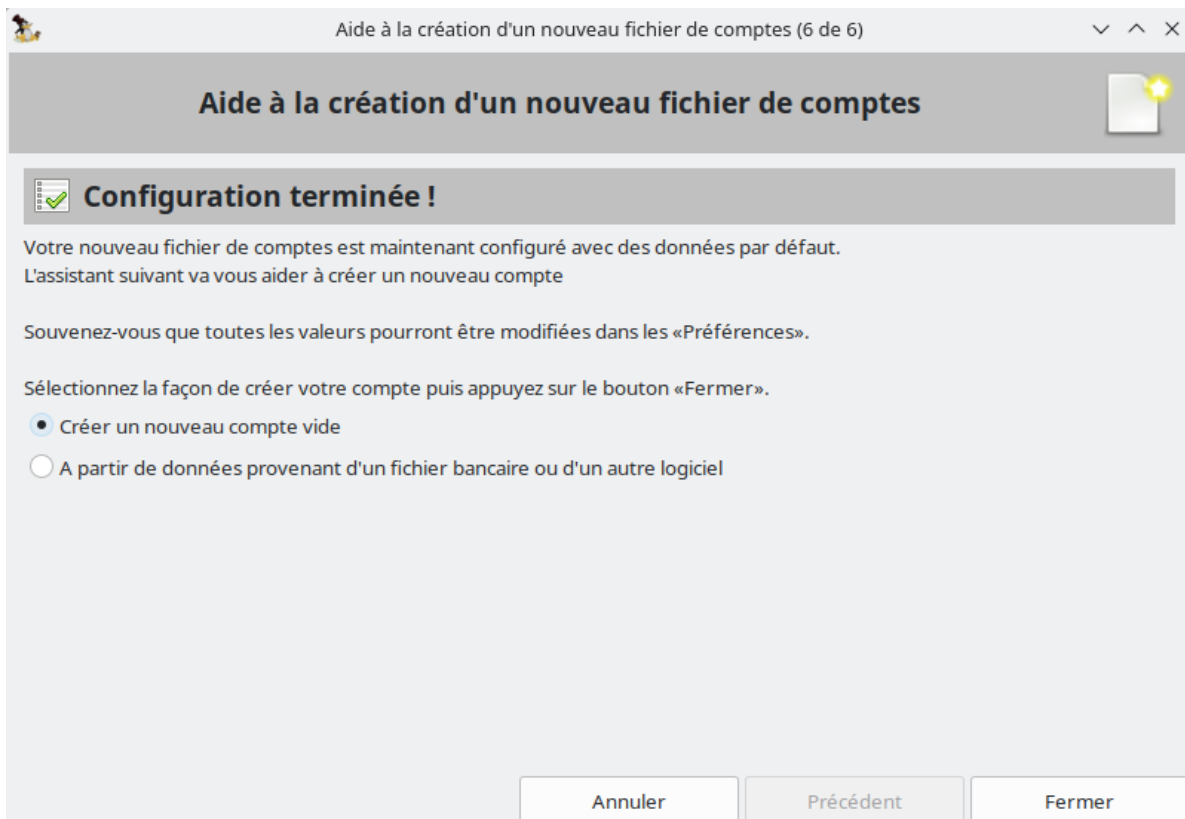 Aide à la création d'un nouveau fichier de comptes (6 de 6)
Aide à la création d'un nouveau fichier de comptes
Configuration terminée !
Votre nouveau fichier de comptes est maintenant configuré avec des données par défaut.
L'assistant suivant va vous aider à créer un nouveau compte
Souvenez-vous que toutes les valeurs pourront être modifiées dans les «Préférences».
Sélectionnez la façon de créer votre compte puis appuyez sur le bouton «Fermer».
Créer un nouveau compte vide
A partir de données provenant d'un fichier bancaire ou d'un autre logiciel
Annuler Précédent Fermer